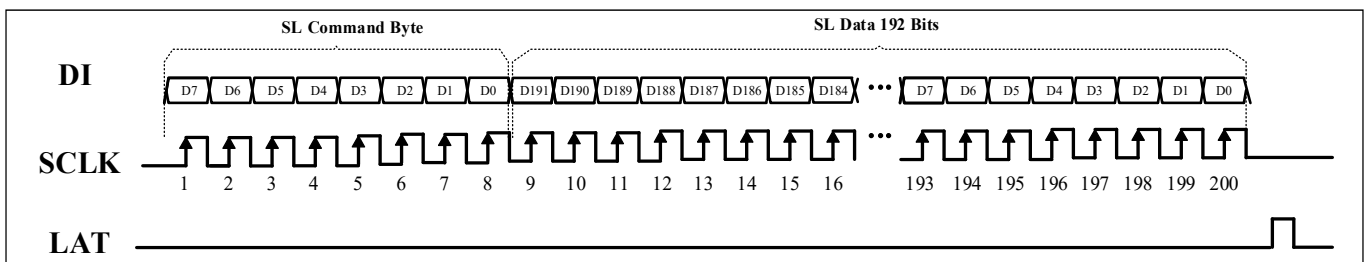 SL Command Byte SL Data 192 Bits
DI D7 D6 D5 D4 D3 D2 D1 D0 D191 D190 D189 D188 D187 D186 D185 D184 ••• D7 D6 D5 D4 D3 D2 D1 D0
SCLK •••
1 2 3 4 5 6 7 8 9 10 11 12 13 14 15 16 193 194 195 196 197 198 199 200
LAT